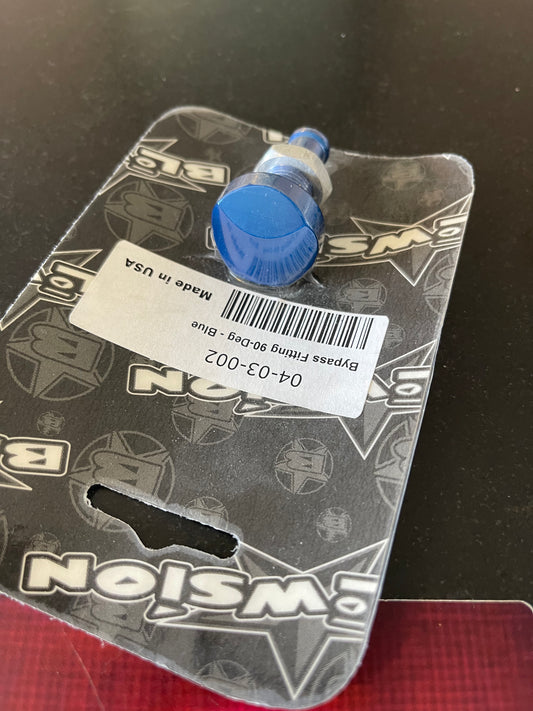 04-03-002
Bypass Fitting 90-Deg - Blue
Made in USA
BLOWSION